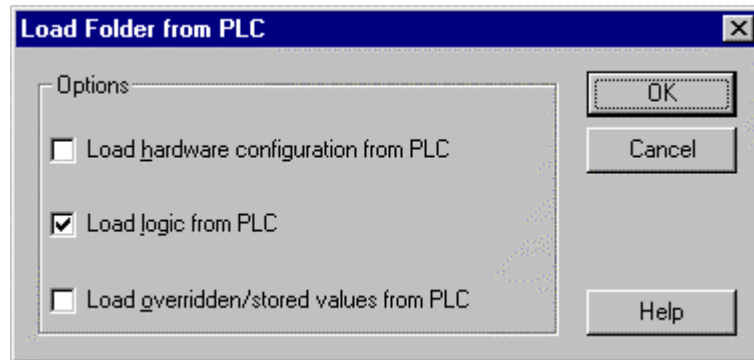 Load Folder from PLC
Options
OK
Load hardware configuration from PLC
Cancel
Load logic from PLC
Load overridden/stored values from PLC
Help